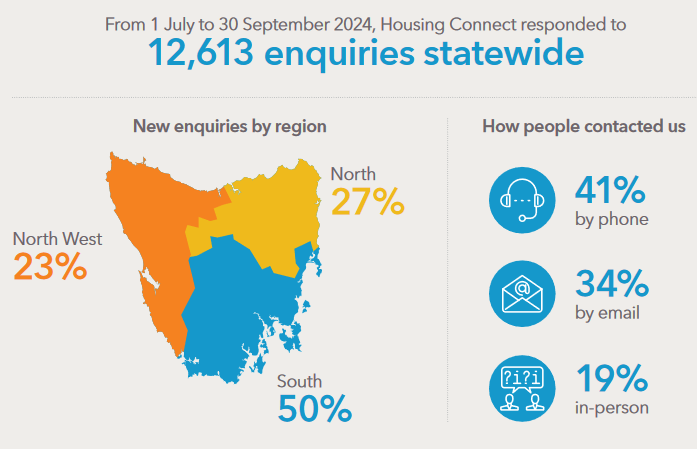 From 1 July to 30 September 2024, Housing Connect responded to
12,613 enquiries statewide
New enquiries by region
North
27%
North West
23%
South
50%
How people contacted us
41%
by phone
@
34%
by email
?i?i
19%
in-person